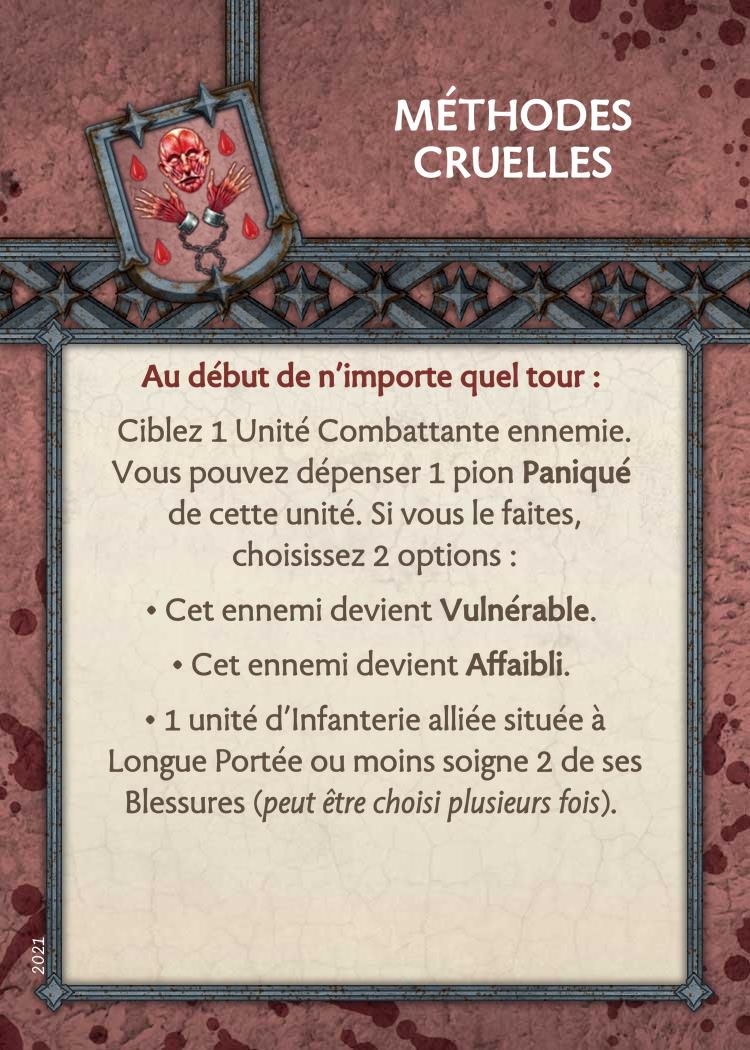 MÉTHODES
CRUELLES
Au début de n’importe quel tour :
Ciblez 1 Unité Combattante ennemie.
Vous pouvez dépenser 1 pion Paniqué
de cette unité. Si vous le faites,
choisissez 2 options :
• Cet ennemi devient Vulnérable.
• Cet ennemi devient Affaibli.
• 1 unité d’Infanterie alliée située à
Longue Portée ou moins soigne 2 de ses
Blessures (peut être choisi plusieurs fois).
2021